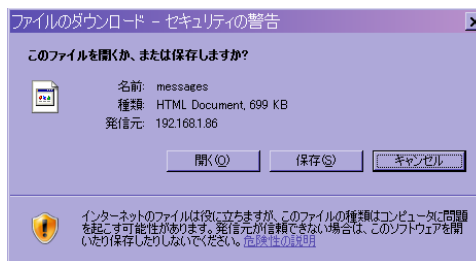 ファイルのダウンロード - セキュリティの警告
このファイルを開くか、または保存しますか?
名前: messages
種類: HTML Document, 699 KB
発信元: 192.168.1.86
開く(O) 保存(S) キャンセル
インターネットのファイルは役に立ちますが、このファイルの種類はコンピュータに問題
を起こす可能性があります。発信元が信頼できない場合は、このソフトウェアを開
いたり保存したりしないでください。危険性の説明